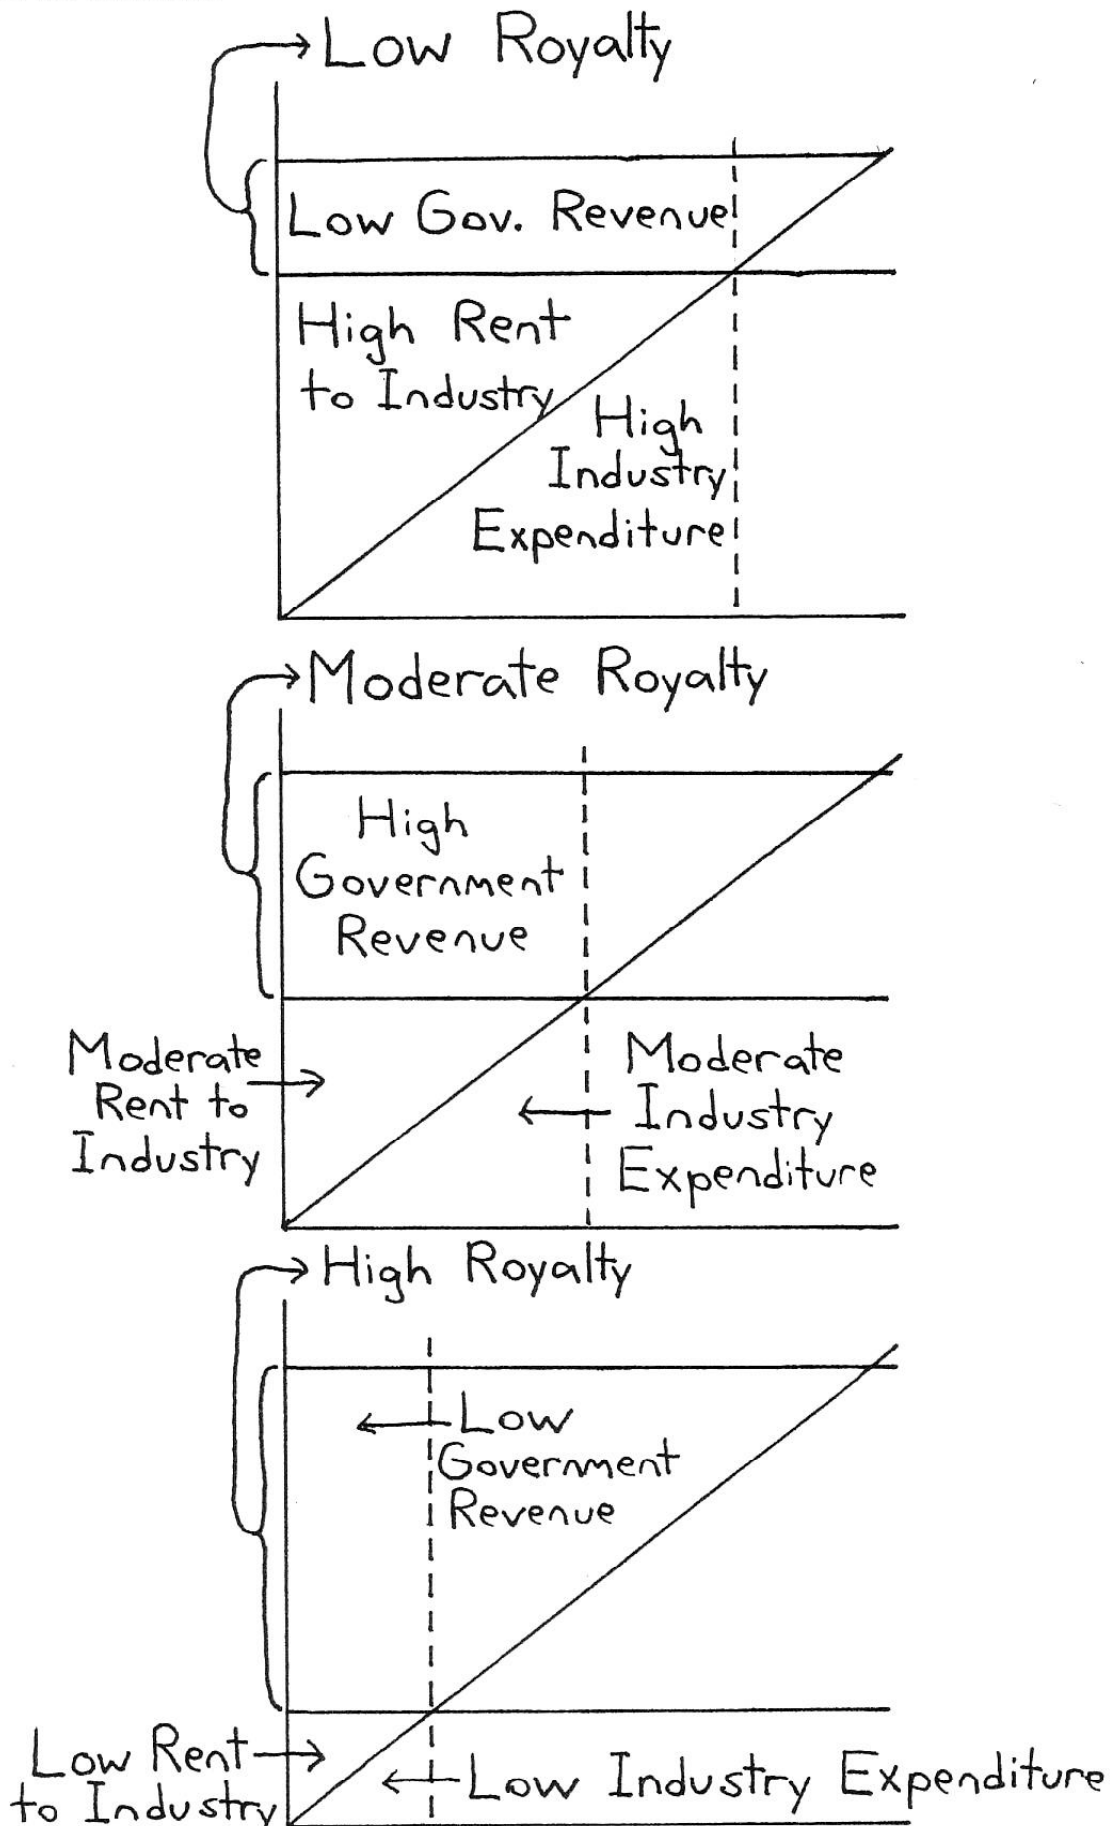 Low Royalty
Low Gov. Revenue
High Rent
to Industry
High
Industry
Expenditure
Moderate Royalty
High
Government
Revenue
Moderate
Rent to
Industry
Moderate
Industry
Expenditure
High Royalty
Low
Government
Revenue
Low Rent
to Industry
Low Industry Expenditure